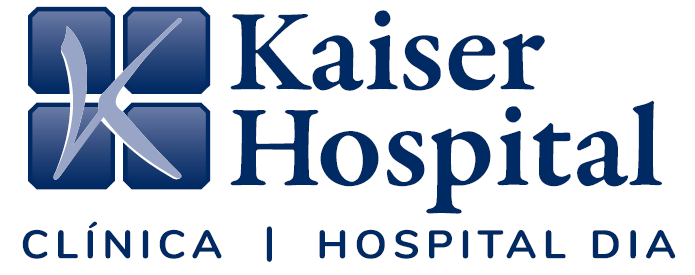 Kaiser
Hospital
CLÍNICA | HOSPITAL DIA